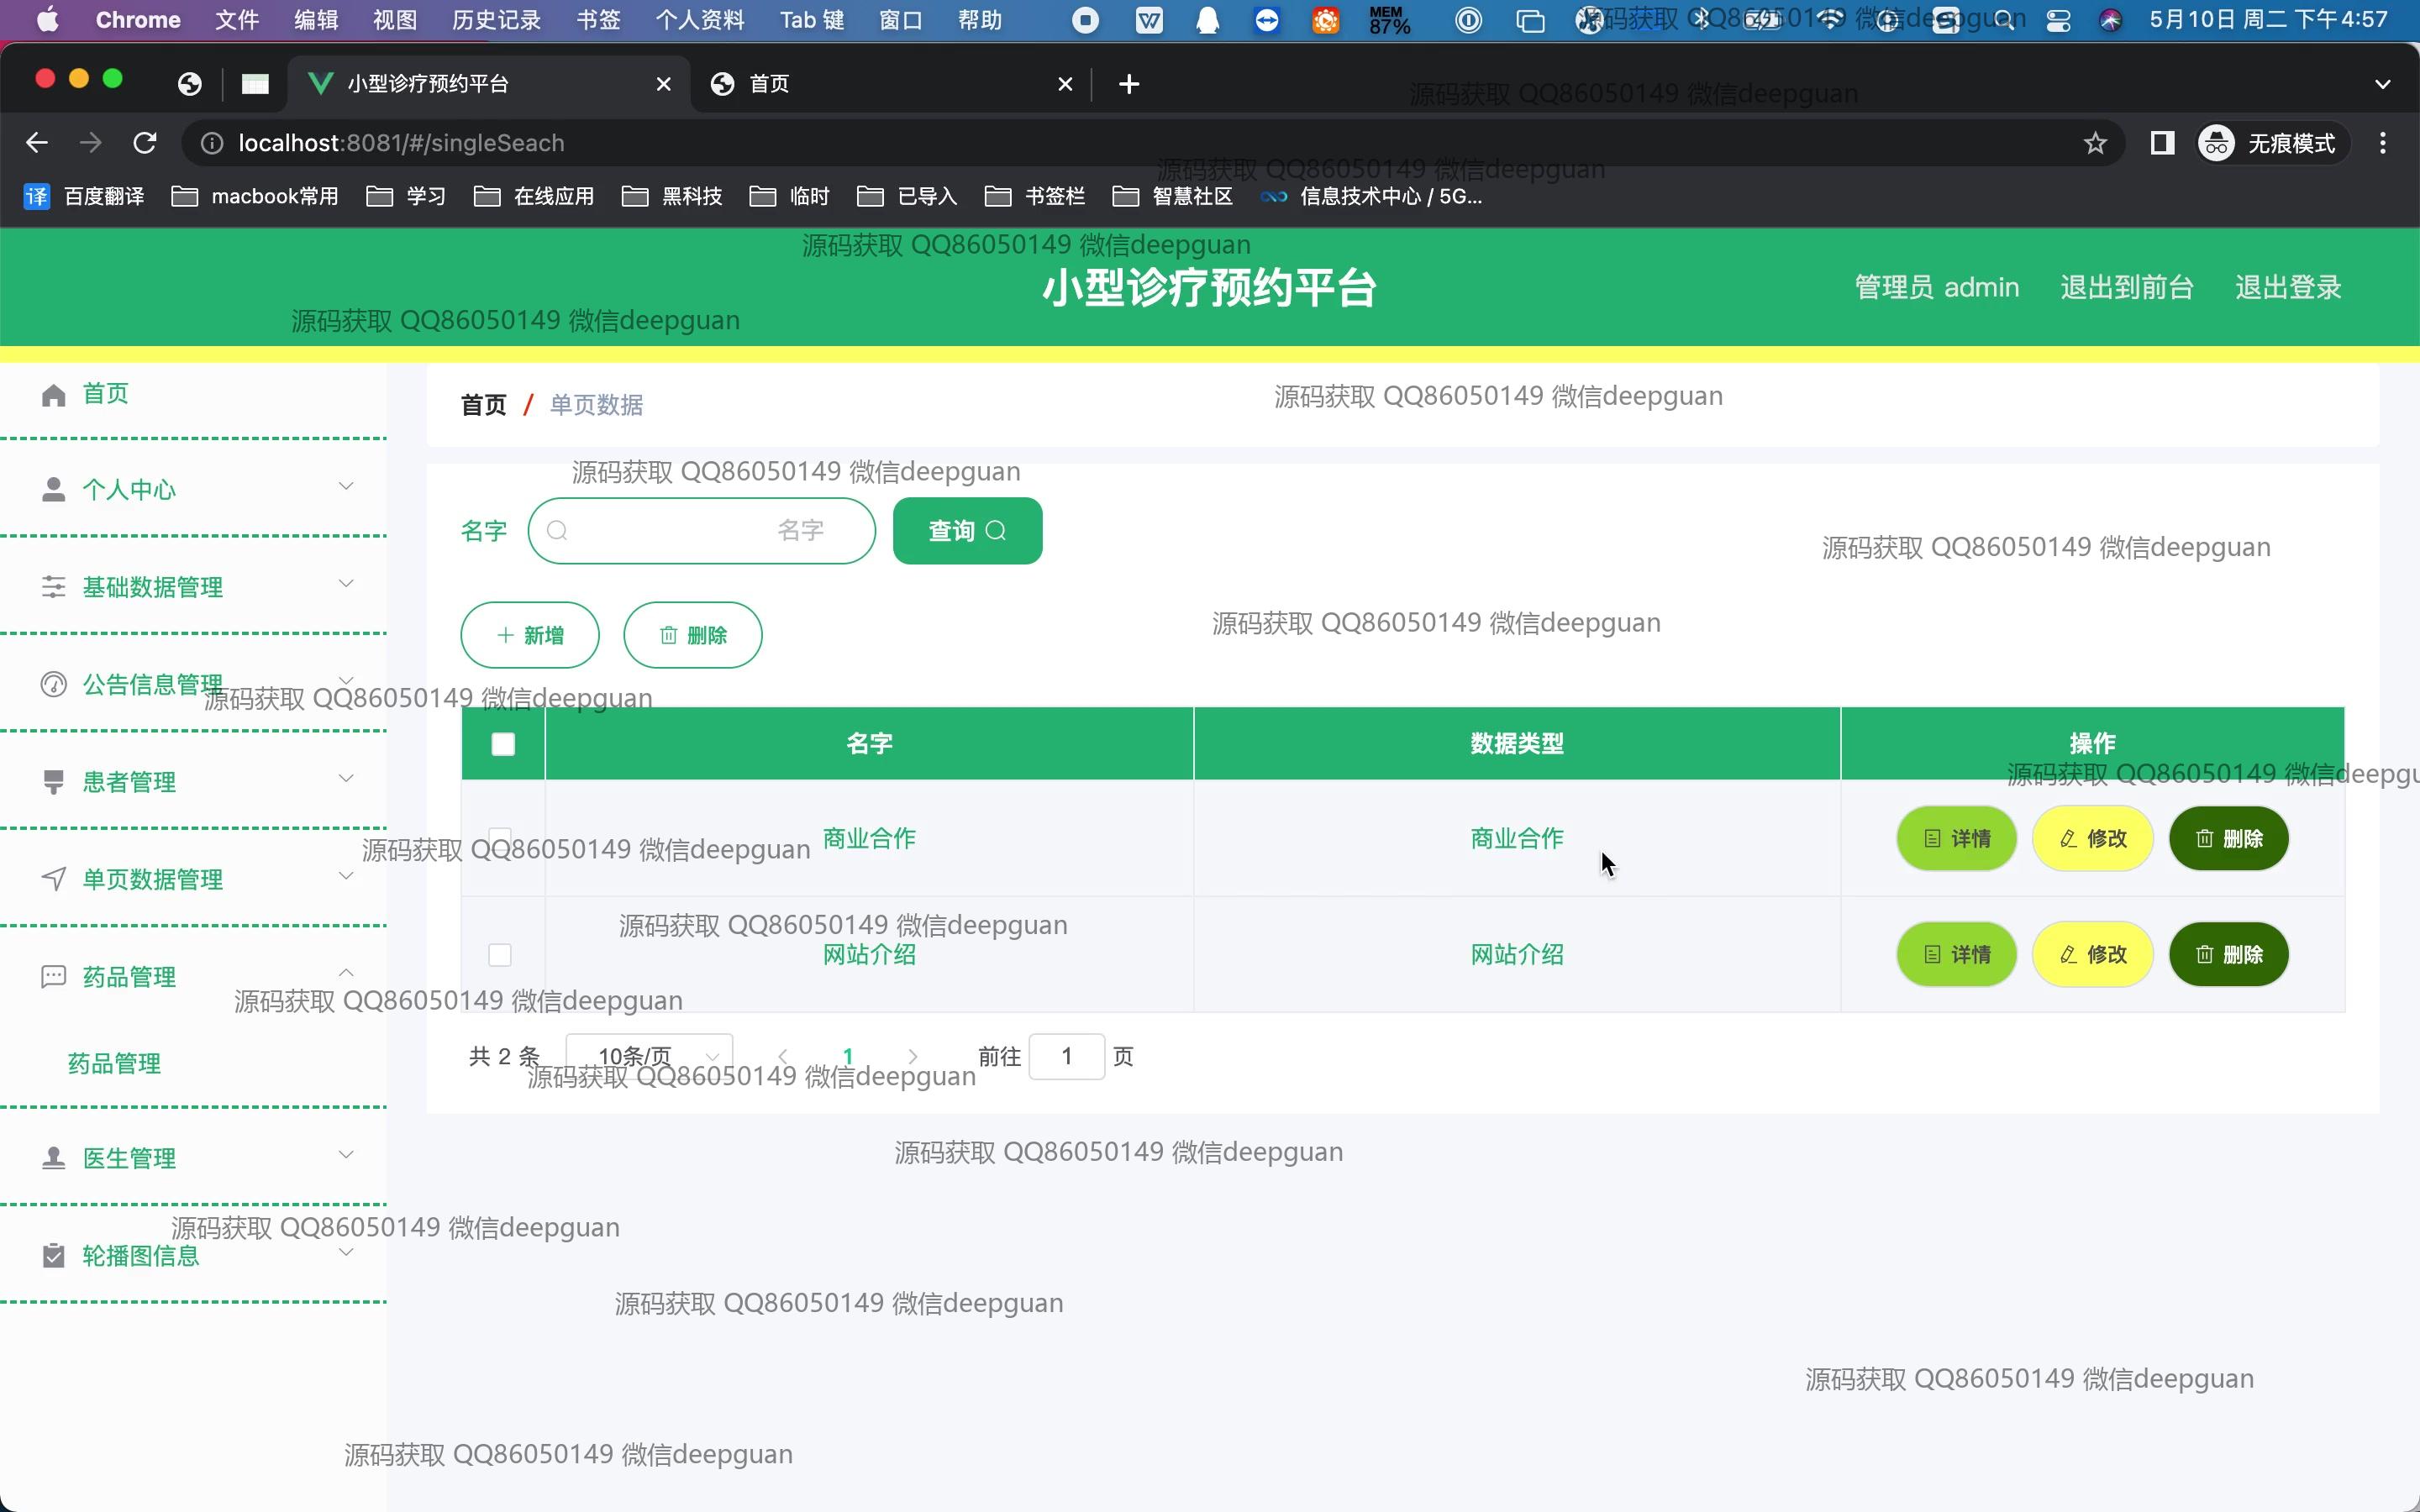 Chrome 文件 编辑 视图 历史记录 书签 个人资料 Tab 键 窗口 帮助 MEM 87% 5月10日 周二 下午4:57
源码获取 QQ86050149 微信deepguan
小型诊疗预约平台 首页
源码获取 QQ86050149 微信deepguan
localhost:8081/#/singleSeach 无痕模式
源码获取 QQ86050149 微信deepguan
译 百度翻译 macbook常用 学习 在线应用 黑科技 临时 已导入 书签栏 智慧社区 信息技术中心 / 5G...
源码获取 QQ86050149 微信deepguan
小型诊疗预约平台 管理员 admin 退出到前台 退出登录
源码获取 QQ86050149 微信deepguan
首页
首页 / 单页数据
源码获取 QQ86050149 微信deepguan
源码获取 QQ86050149 微信deepguan
个人中心
名字 名字 查询
源码获取 QQ86050149 微信deepguan
基础数据管理
源码获取 QQ86050149 微信deepguan
新增 删除
公告信息管理
源码获取 QQ86050149 微信deepguan
名字 数据类型 操作
源码获取 QQ86050149 微信deepgu
患者管理
商业合作 商业合作 详情 修改 删除
源码获取 QQ86050149 微信deepguan
单页数据管理
源码获取 QQ86050149 微信deepguan
网站介绍 网站介绍 详情 修改 删除
药品管理
源码获取 QQ86050149 微信deepguan
共 2 条 10条/页 1 前往 1 页
药品管理
源码获取 QQ86050149 微信deepguan
医生管理
源码获取 QQ86050149 微信deepguan
源码获取 QQ86050149 微信deepguan
轮播图信息
源码获取 QQ86050149 微信deepguan
源码获取 QQ86050149 微信deepguan
源码获取 QQ86050149 微信deepguan